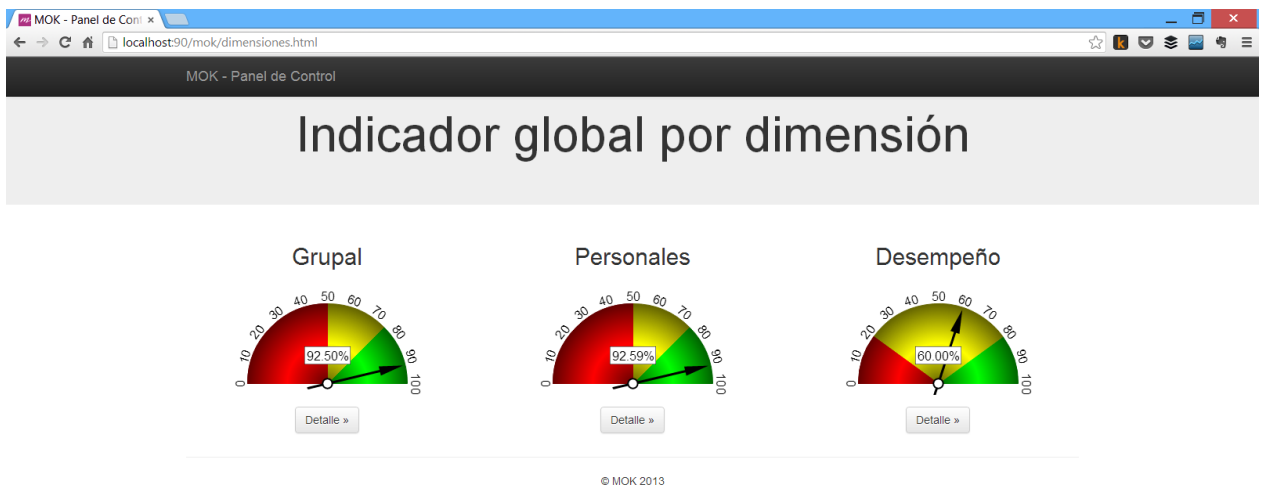 MOK - Panel de Cont
localhost:90/mok/dimensiones.html
MOK - Panel de Control
Indicador global por dimensión
Grupal
0 10 20 30 40 50 60 70 80 90 100
92.50%
Detalle »
Personales
0 10 20 30 40 50 60 70 80 90 100
92.59%
Detalle »
Desempeño
0 10 20 30 40 50 60 70 80 90 100
60.00%
Detalle »
© MOK 2013